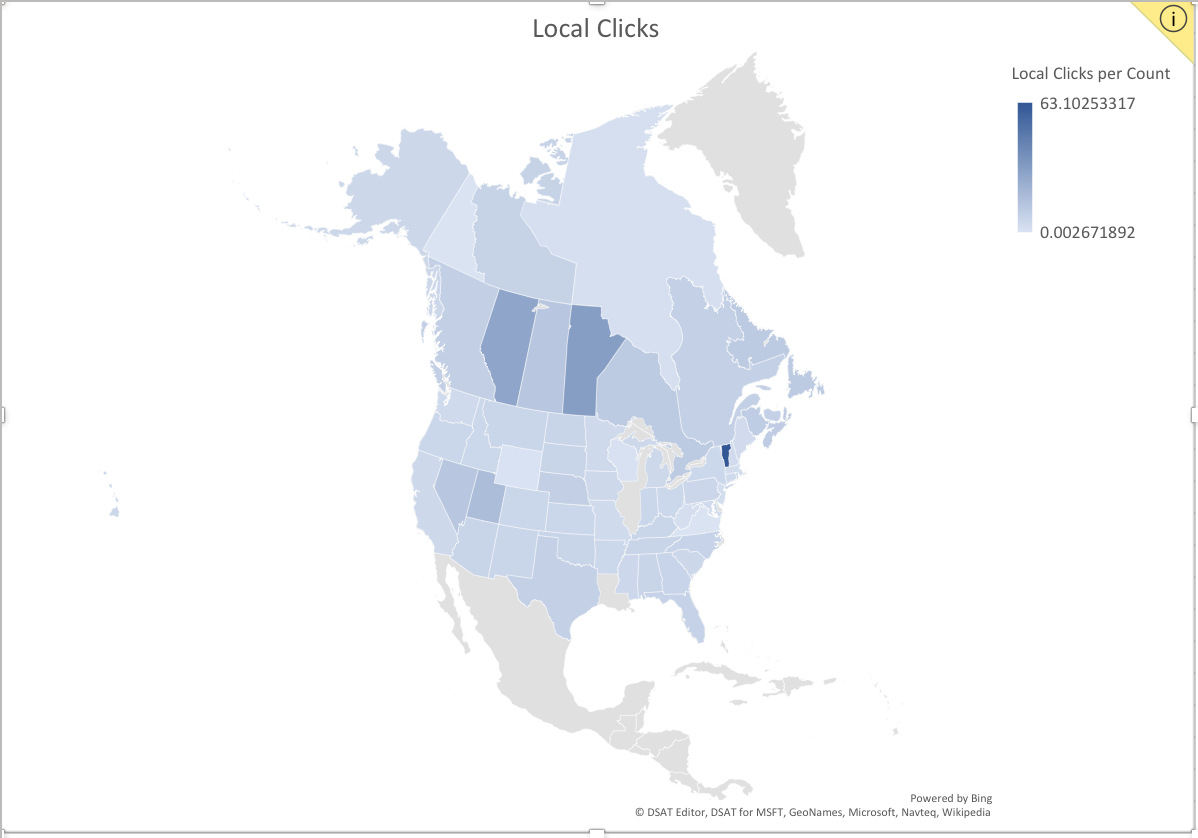 Local Clicks
i
Local Clicks per Count
63.10253317
0.002671892
Powered by Bing
© DSAT Editor, DSAT for MSFT, GeoNames, Microsoft, Navteq, Wikipedia